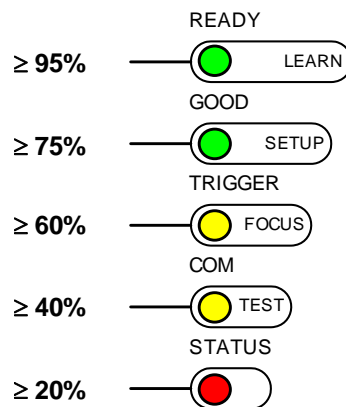 READY
≥ 95% LEARN
GOOD
≥ 75% SETUP
TRIGGER
≥ 60% FOCUS
COM
≥ 40% TEST
STATUS
≥ 20%